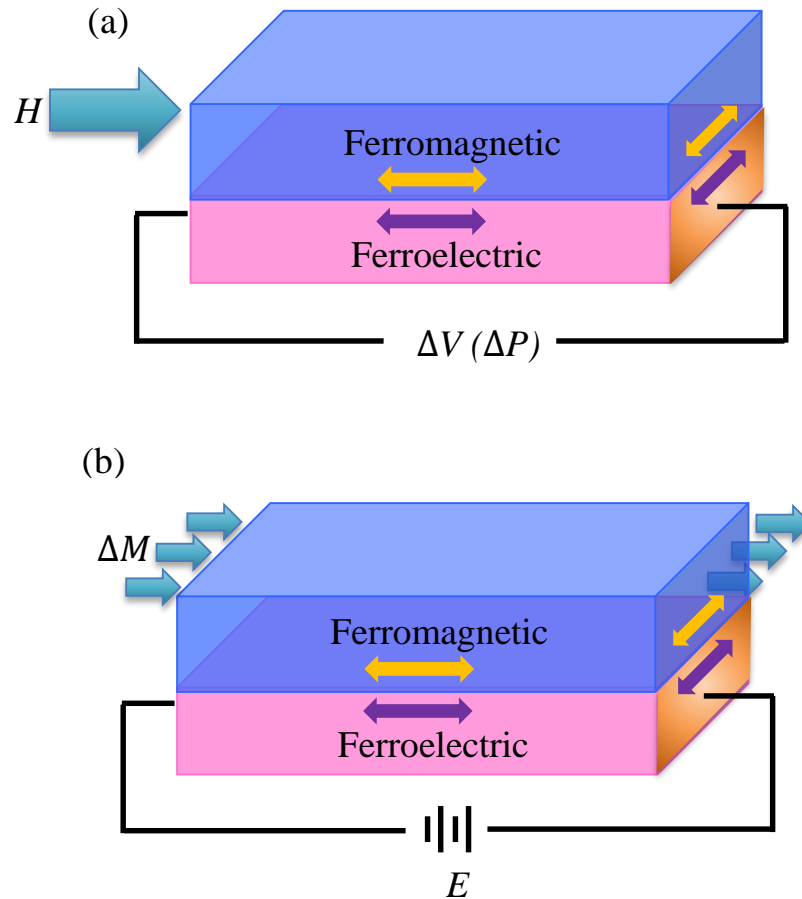 (a)
H
Ferromagnetic
Ferroelectric
ΔV (ΔP)
(b)
ΔM
Ferromagnetic
Ferroelectric
E